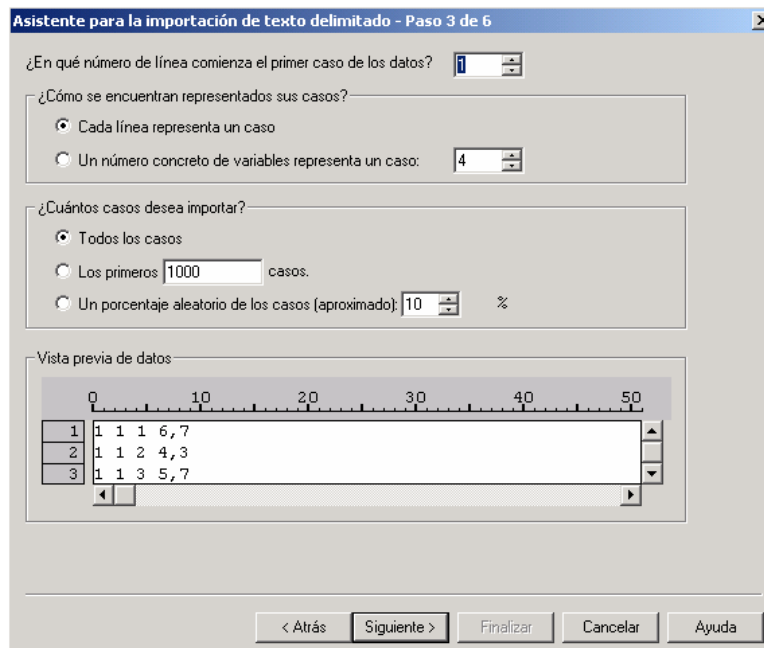 Asistente para la importación de texto delimitado - Paso 3 de 6
¿En qué número de línea comienza el primer caso de los datos? 1
¿Cómo se encuentran representados sus casos?
Cada línea representa un caso
Un número concreto de variables representa un caso: 4
¿Cuántos casos desea importar?
Todos los casos
Los primeros 1000 casos.
Un porcentaje aleatorio de los casos (aproximado): 10 %
Vista previa de datos
0 10 20 30 40 50
1 1 1 1 6,7
2 1 1 2 4,3
3 1 1 3 5,7
< Atrás Siguiente > Finalizar Cancelar Ayuda